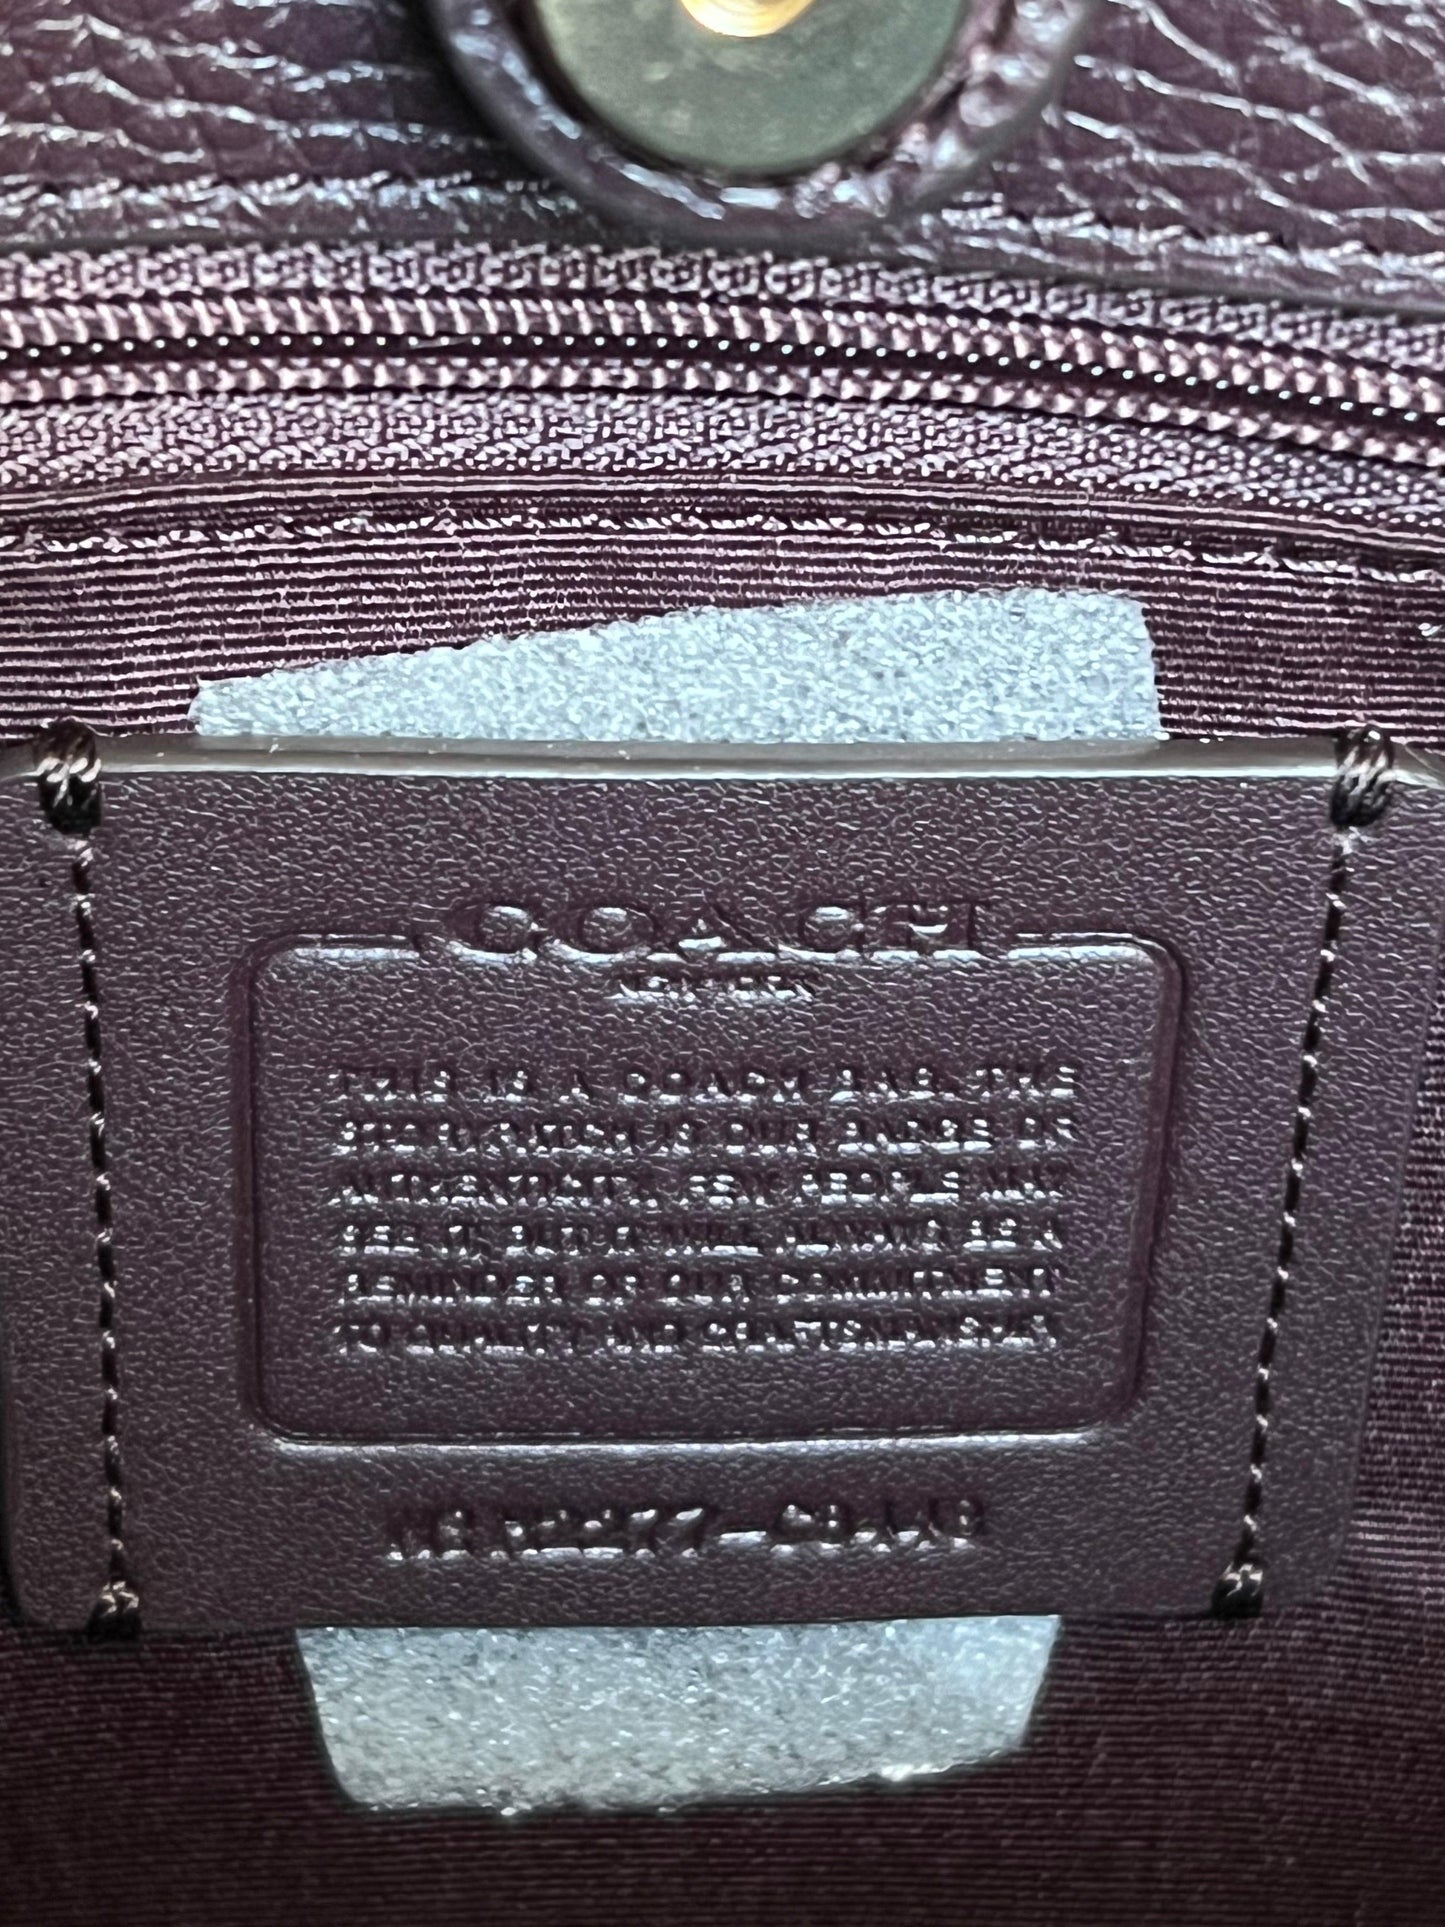 COACH
NEW YORK
THIS IS A COACH BAG. THE
STORY PATCH IS OUR BADGE OF
AUTHENTICITY. FEW PEOPLE MAY
SEE IT, BUT IT WILL ALWAYS BE A
REMINDER OF OUR COMMITMENT
TO QUALITY AND CRAFTSMANSHIP.